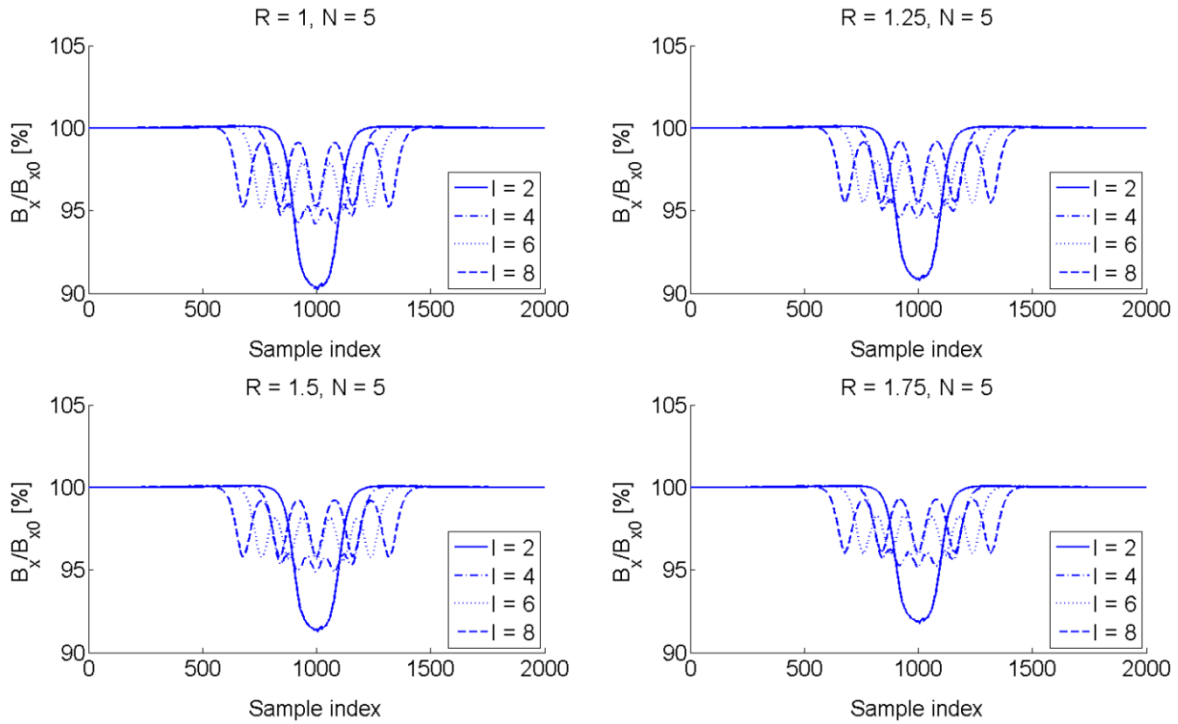 R = 1, N = 5
105
100
95
90
B_x/B_x0 [%]
0
500
1000
1500
2000
Sample index
l = 2
l = 4
l = 6
l = 8
R = 1.25, N = 5
105
100
95
90
B_x/B_x0 [%]
0
500
1000
1500
2000
Sample index
l = 2
l = 4
l = 6
l = 8
R = 1.5, N = 5
105
100
95
90
B_x/B_x0 [%]
0
500
1000
1500
2000
Sample index
l = 2
l = 4
l = 6
l = 8
R = 1.75, N = 5
105
100
95
90
B_x/B_x0 [%]
0
500
1000
1500
2000
Sample index
l = 2
l = 4
l = 6
l = 8